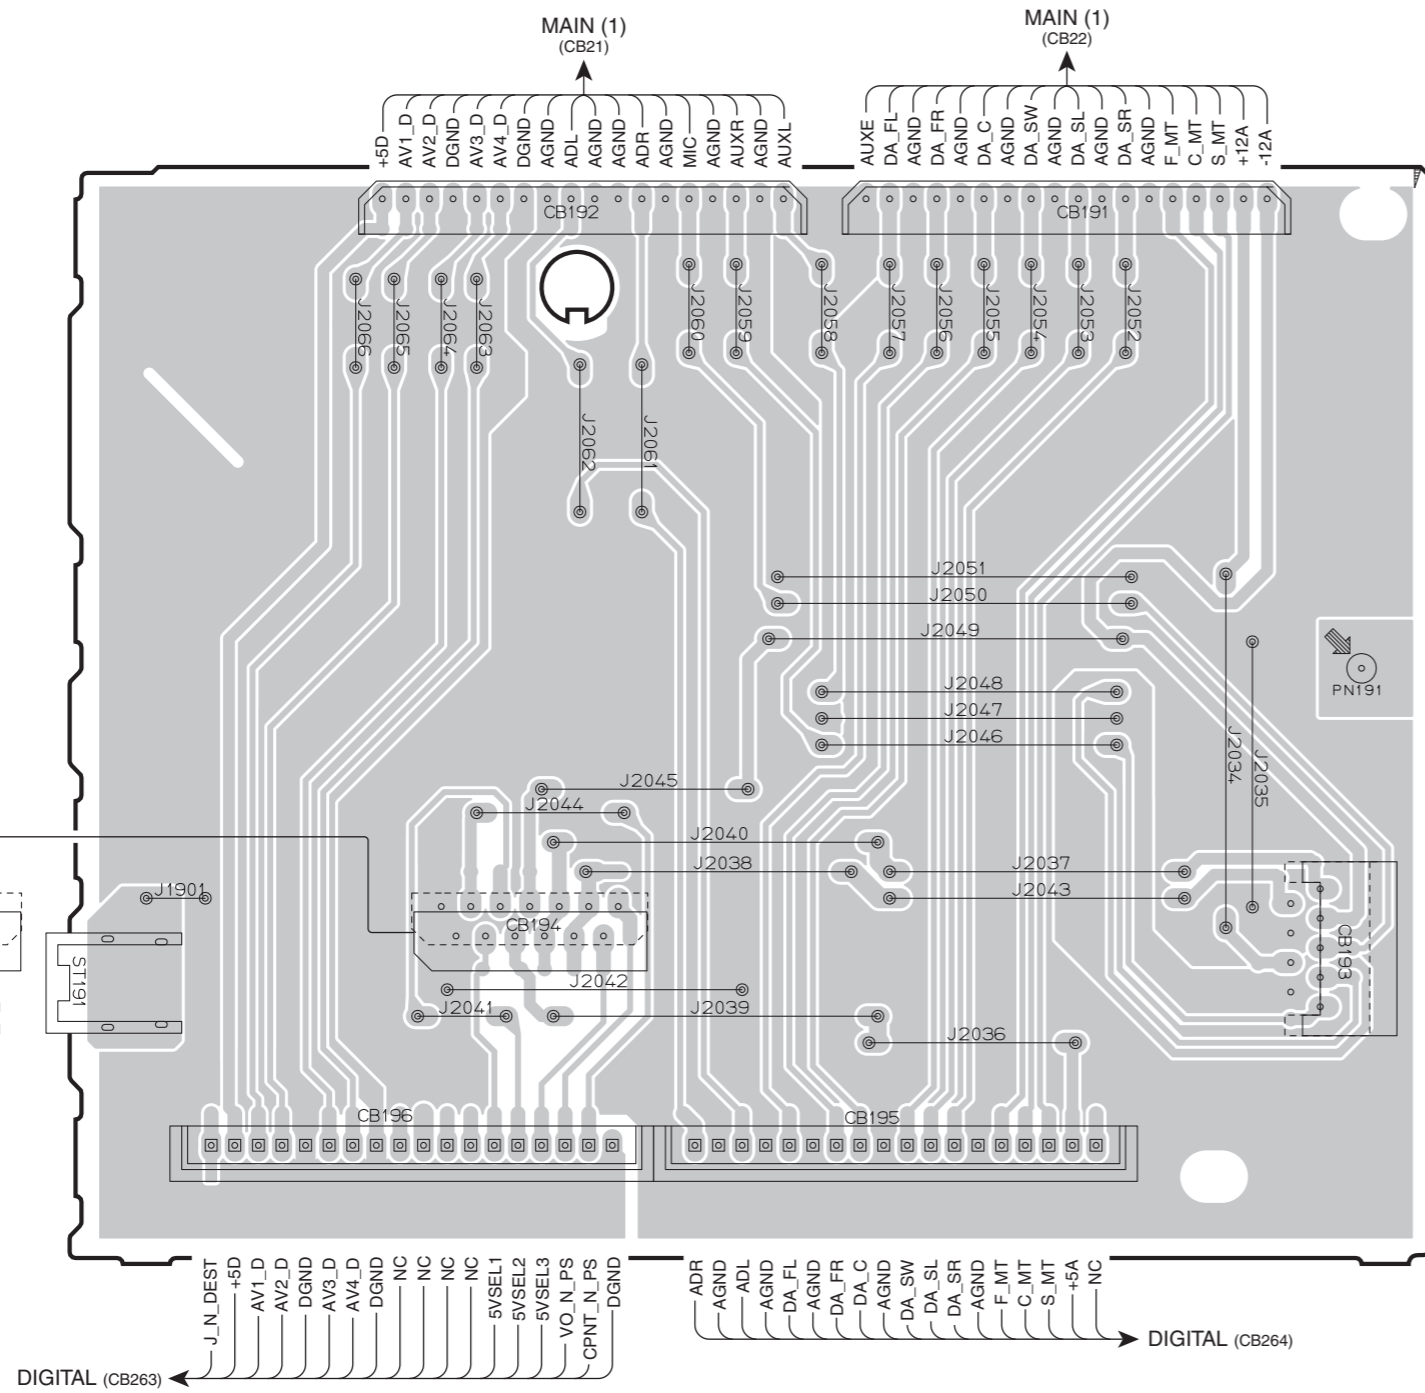 MAIN (1)
(CB21)
MAIN (1)
(CB22)
+5D
AV1_D
AV2_D
DGND
AV3_D
AV4_D
DGND
AGND
ADL
AGND
AGND
ADR
AGND
MIC
AGND
AUXR
AGND
AUXL
AUXE
DA_FL
AGND
DA_FR
AGND
DA_C
AGND
DA_SW
AGND
DA_SL
AGND
DA_SR
AGND
F_MT
C_MT
S_MT
+12A
-12A
CB192
CB191
J2066
J2065
J2064
J2063
J2060
J2059
J2058
J2057
J2056
J2055
J2054
J2053
J2052
J2062
J2061
J2051
J2050
J2049
J2048
J2047
J2046
PN191
J2034
J2035
J2045
J2044
J2040
J2038
J2037
J2043
J1901
CB194
CB193
ST191
J2042
J2041
J2039
J2036
CB196
CB195
J_N_DEST
+5D
AV1_D
AV2_D
DGND
AV3_D
AV4_D
DGND
NC
NC
NC
NC
5VSEL1
5VSEL2
5VSEL3
VO_N_PS
CPNT_N_PS
DGND
ADR
AGND
ADL
AGND
DA_FL
AGND
DA_FR
DA_C
AGND
DA_SW
DA_SL
DA_SR
AGND
F_MT
C_MT
S_MT
+5A
NC
DIGITAL (CB264)
DIGITAL (CB263)